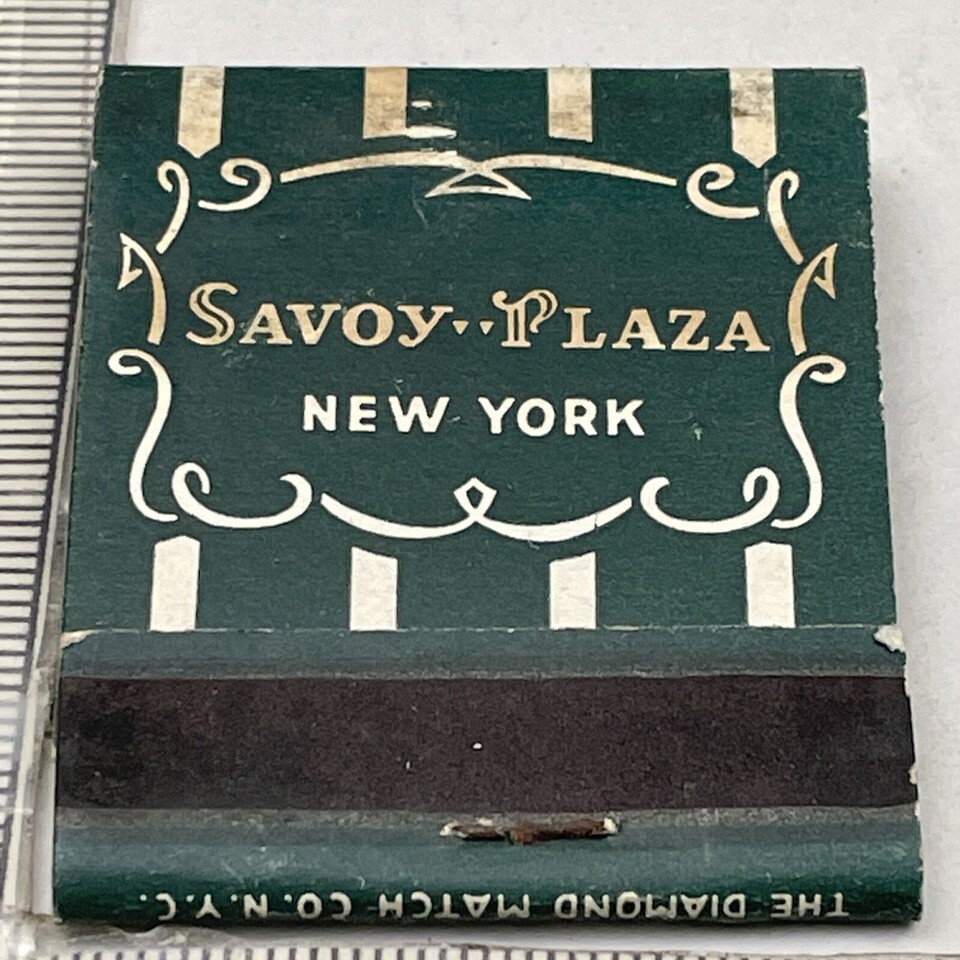 SAVOY··PLAZA
NEW YORK
THE DIAMOND MATCH CO. N.Y.C.